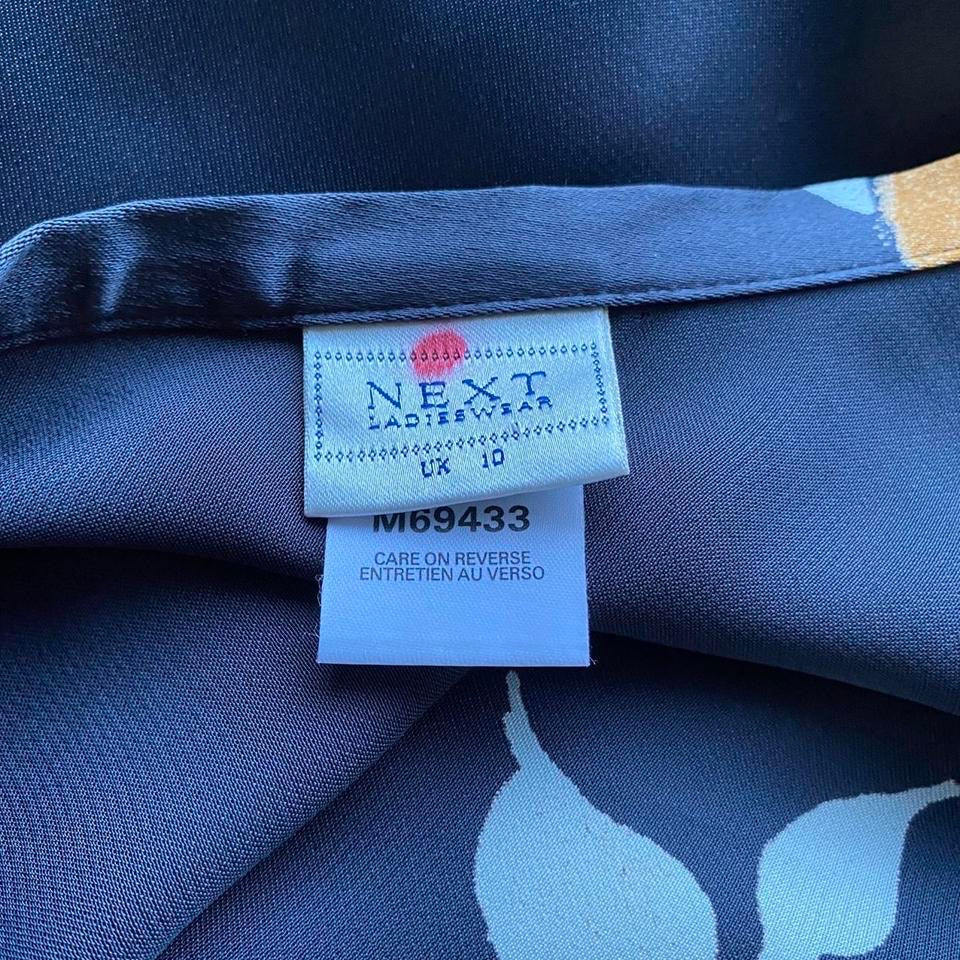 NEXT
LADIESWEAR
UK 10
M69433
CARE ON REVERSE
ENTRETIEN AU VERSO